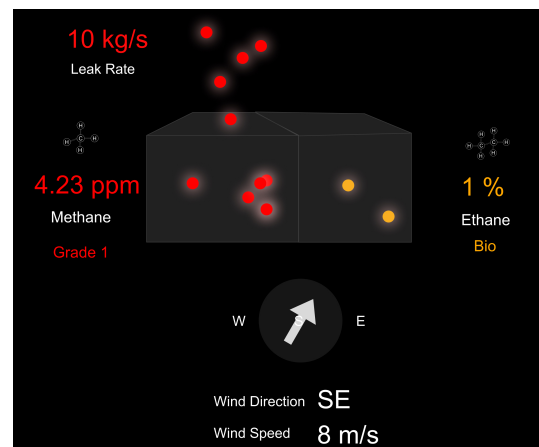 10 kg/s
Leak Rate
H
H C H
H
H H
H C C H
H H
4.23 ppm
Methane
Grade 1
1 %
Ethane
Bio
W S E
Wind Direction SE
Wind Speed 8 m/s